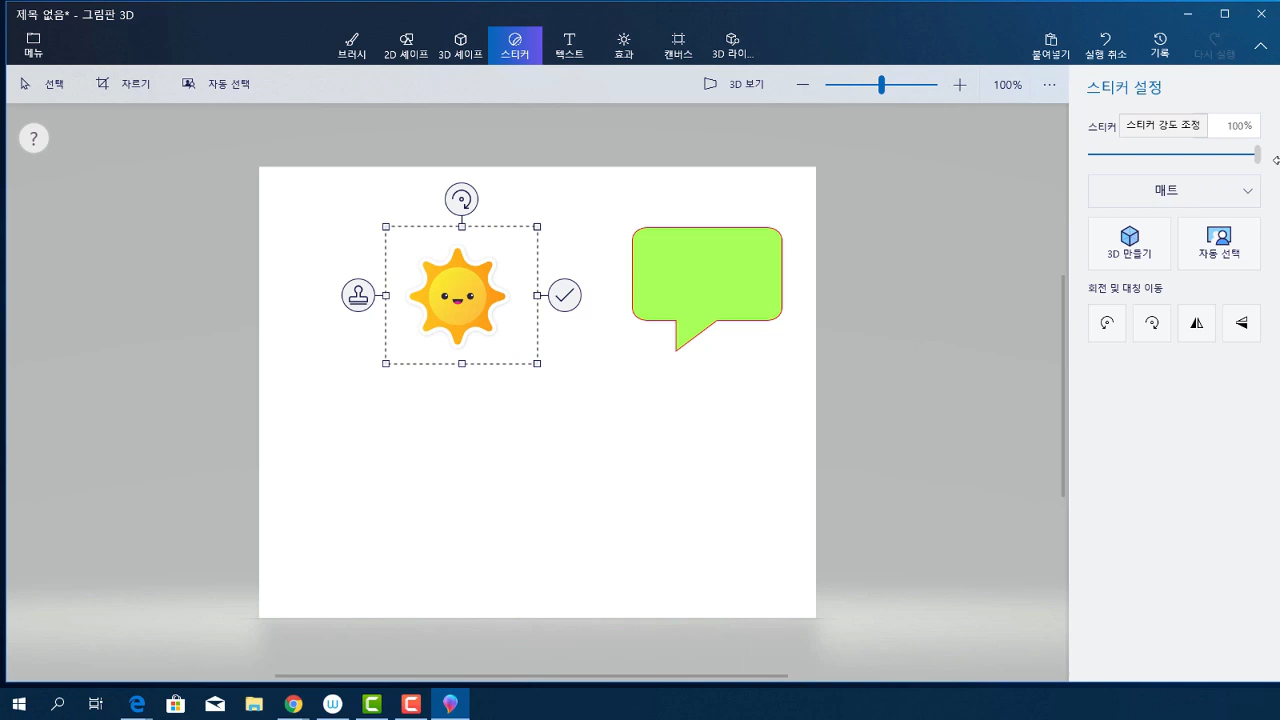 제목 없음* - 그림판 3D
메뉴
브러시
2D 셰이프
3D 셰이프
스티커
텍스트
효과
캔버스
3D 라이...
붙여넣기
실행 취소
기록
다시 실행
선택
자르기
자동 선택
3D 보기
100%
?
스티커 설정
스티커
스티커 강도 조정
100%
매트
3D 만들기
자동 선택
회전 및 대칭 이동